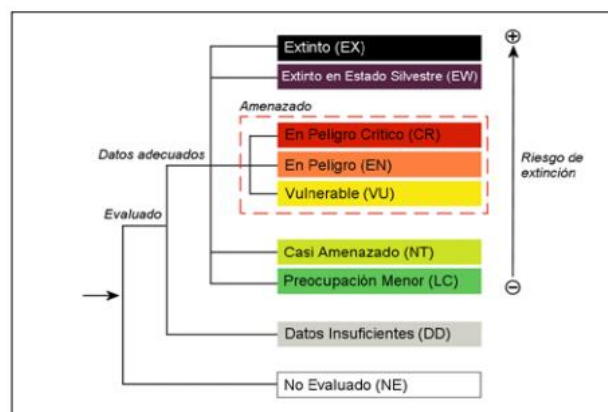 Extinto (EX)
Extinto en Estado Silvestre (EW)
Amenazado
En Peligro Crítico (CR)
Datos adecuados
En Peligro (EN)
Riesgo de
extinción
Vulnerable (VU)
Evaluado
Casi Amenazado (NT)
Preocupación Menor (LC)
Datos Insuficientes (DD)
No Evaluado (NE)